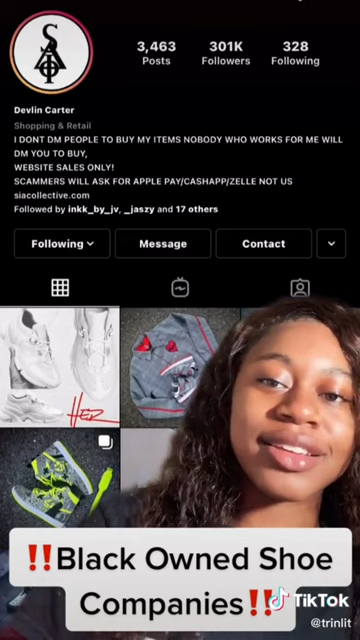 3,463 301K 328
Posts Followers Following
Devlin Carter
Shopping & Retail
I DONT DM PEOPLE TO BUY MY ITEMS NOBODY WHO WORKS FOR ME WILL
DM YOU TO BUY,
WEBSITE SALES ONLY!
SCAMMERS WILL ASK FOR APPLE PAY/CASHAPP/ZELLE NOT US
siacollective.com
Followed by inkk_by_jv, _jaszy and 17 others
Following Message Contact
HER
‼️Black Owned Shoe
Companies‼️
TikTok
@trinlit